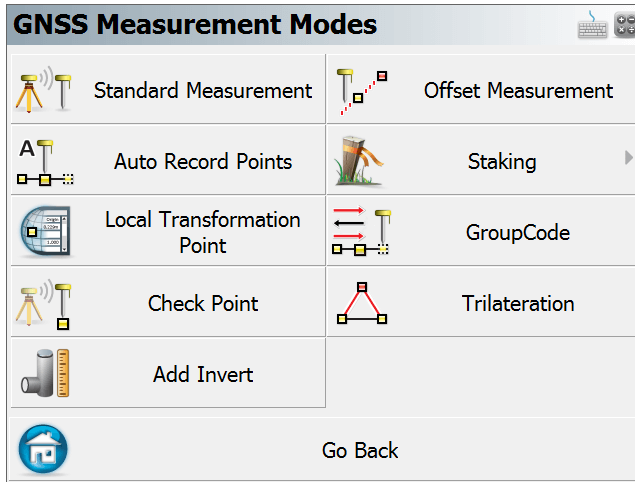 GNSS Measurement Modes
Standard Measurement
Offset Measurement
A
Auto Record Points
Staking
Local Transformation
Point
GroupCode
Check Point
Trilateration
Add Invert
Go Back